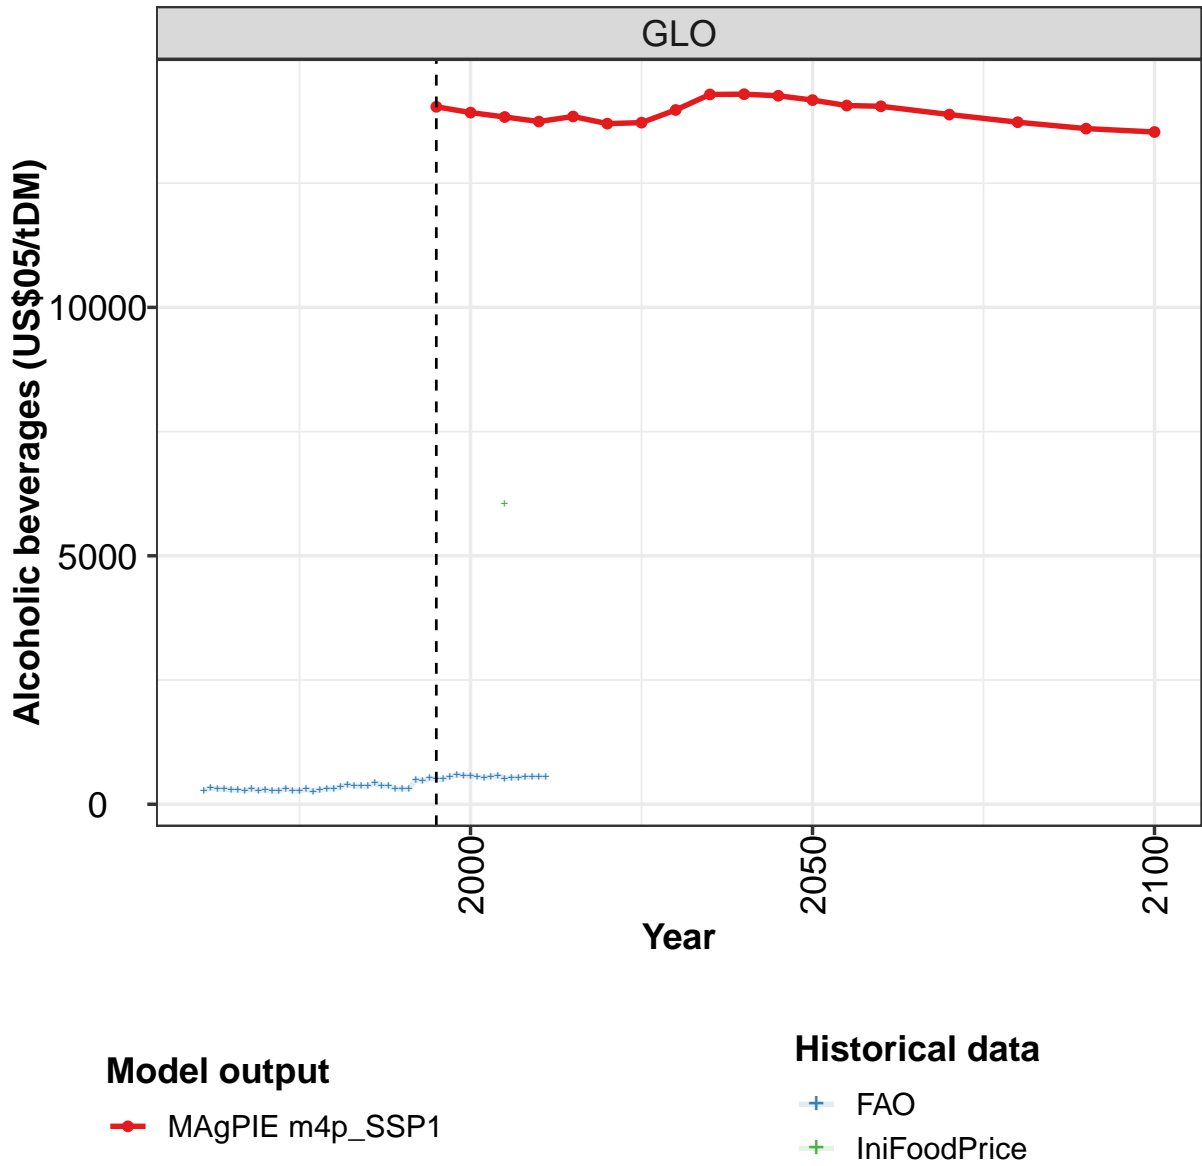 GLO
Alcoholic beverages (US$05/tDM)
10000
5000
0
2000
2050
2100
Year
Model output
MAgPIE m4p_SSP1
Historical data
FAO
IniFoodPrice